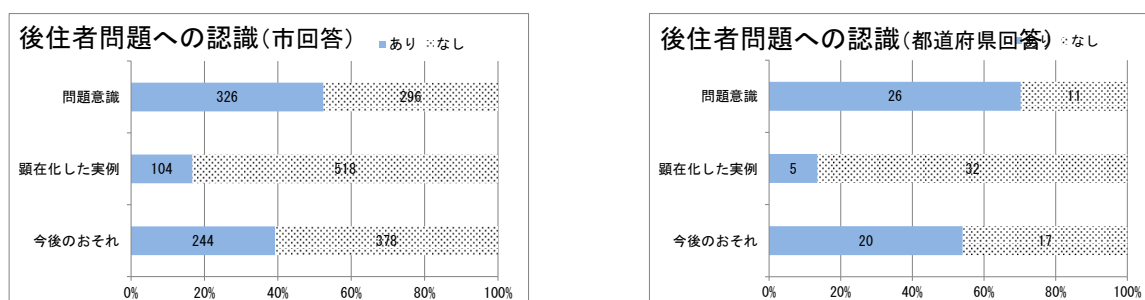 後住者問題への認識(市回答) あり なし
問題意識 326 296
顕在化した実例 104 518
今後のおそれ 244 378
0% 20% 40% 60% 80% 100%
後住者問題への認識(都道府県回答) あり なし
問題意識 26 11
顕在化した実例 5 32
今後のおそれ 20 17
0% 20% 40% 60% 80% 100%